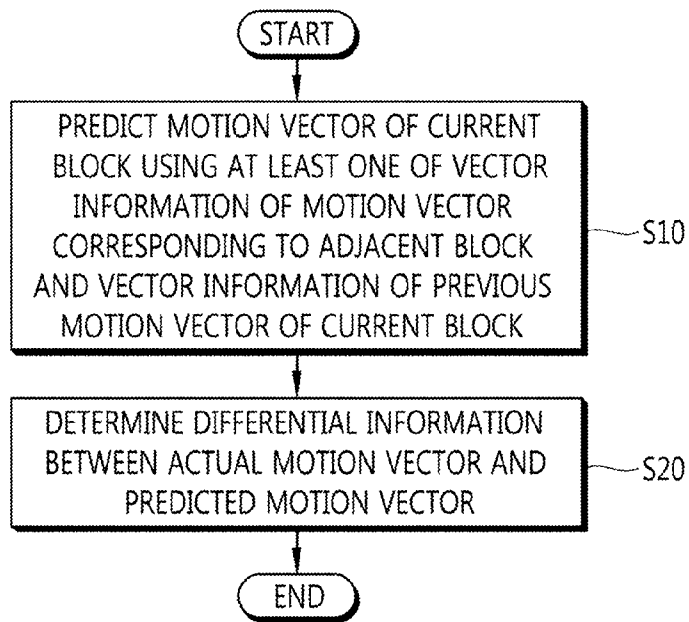 START
PREDICT MOTION VECTOR OF CURRENT
BLOCK USING AT LEAST ONE OF VECTOR
INFORMATION OF MOTION VECTOR
CORRESPONDING TO ADJACENT BLOCK
AND VECTOR INFORMATION OF PREVIOUS
MOTION VECTOR OF CURRENT BLOCK
S10
DETERMINE DIFFERENTIAL INFORMATION
BETWEEN ACTUAL MOTION VECTOR AND
PREDICTED MOTION VECTOR
S20
END